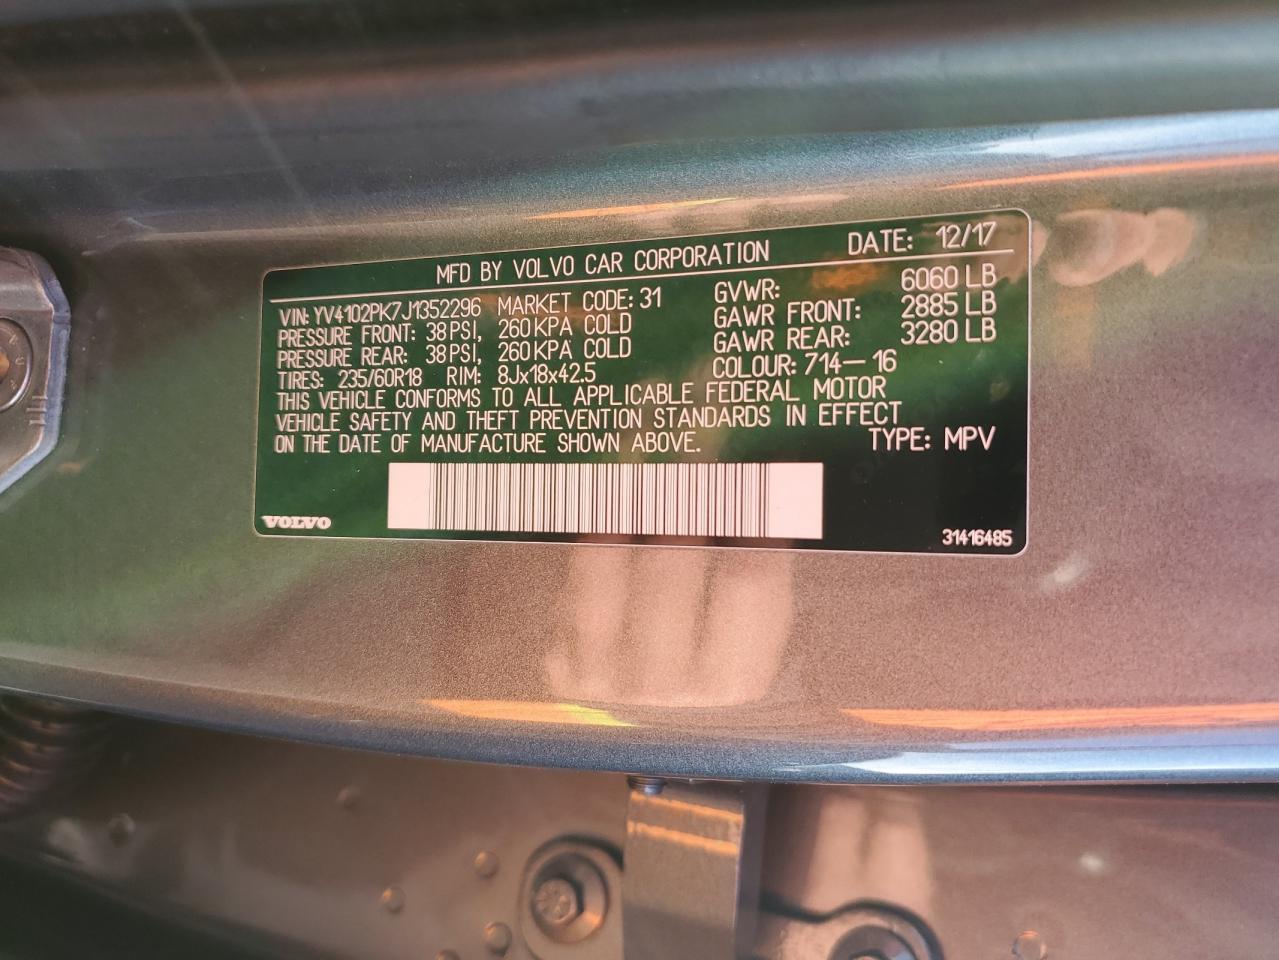 MFD BY VOLVO CAR CORPORATION DATE: 12/17
VIN: YV4102PK7J1352296 MARKET CODE: 31 GVWR: 6060 LB
PRESSURE FRONT: 38 PSI, 260 KPA COLD GAWR FRONT: 2885 LB
PRESSURE REAR: 38 PSI, 260 KPA COLD GAWR REAR: 3280 LB
TIRES: 235/60R18 RIM: 8Jx18x42.5 COLOUR: 714-16
THIS VEHICLE CONFORMS TO ALL APPLICABLE FEDERAL MOTOR
VEHICLE SAFETY AND THEFT PREVENTION STANDARDS IN EFFECT
ON THE DATE OF MANUFACTURE SHOWN ABOVE. TYPE: MPV
VOLVO 31416485